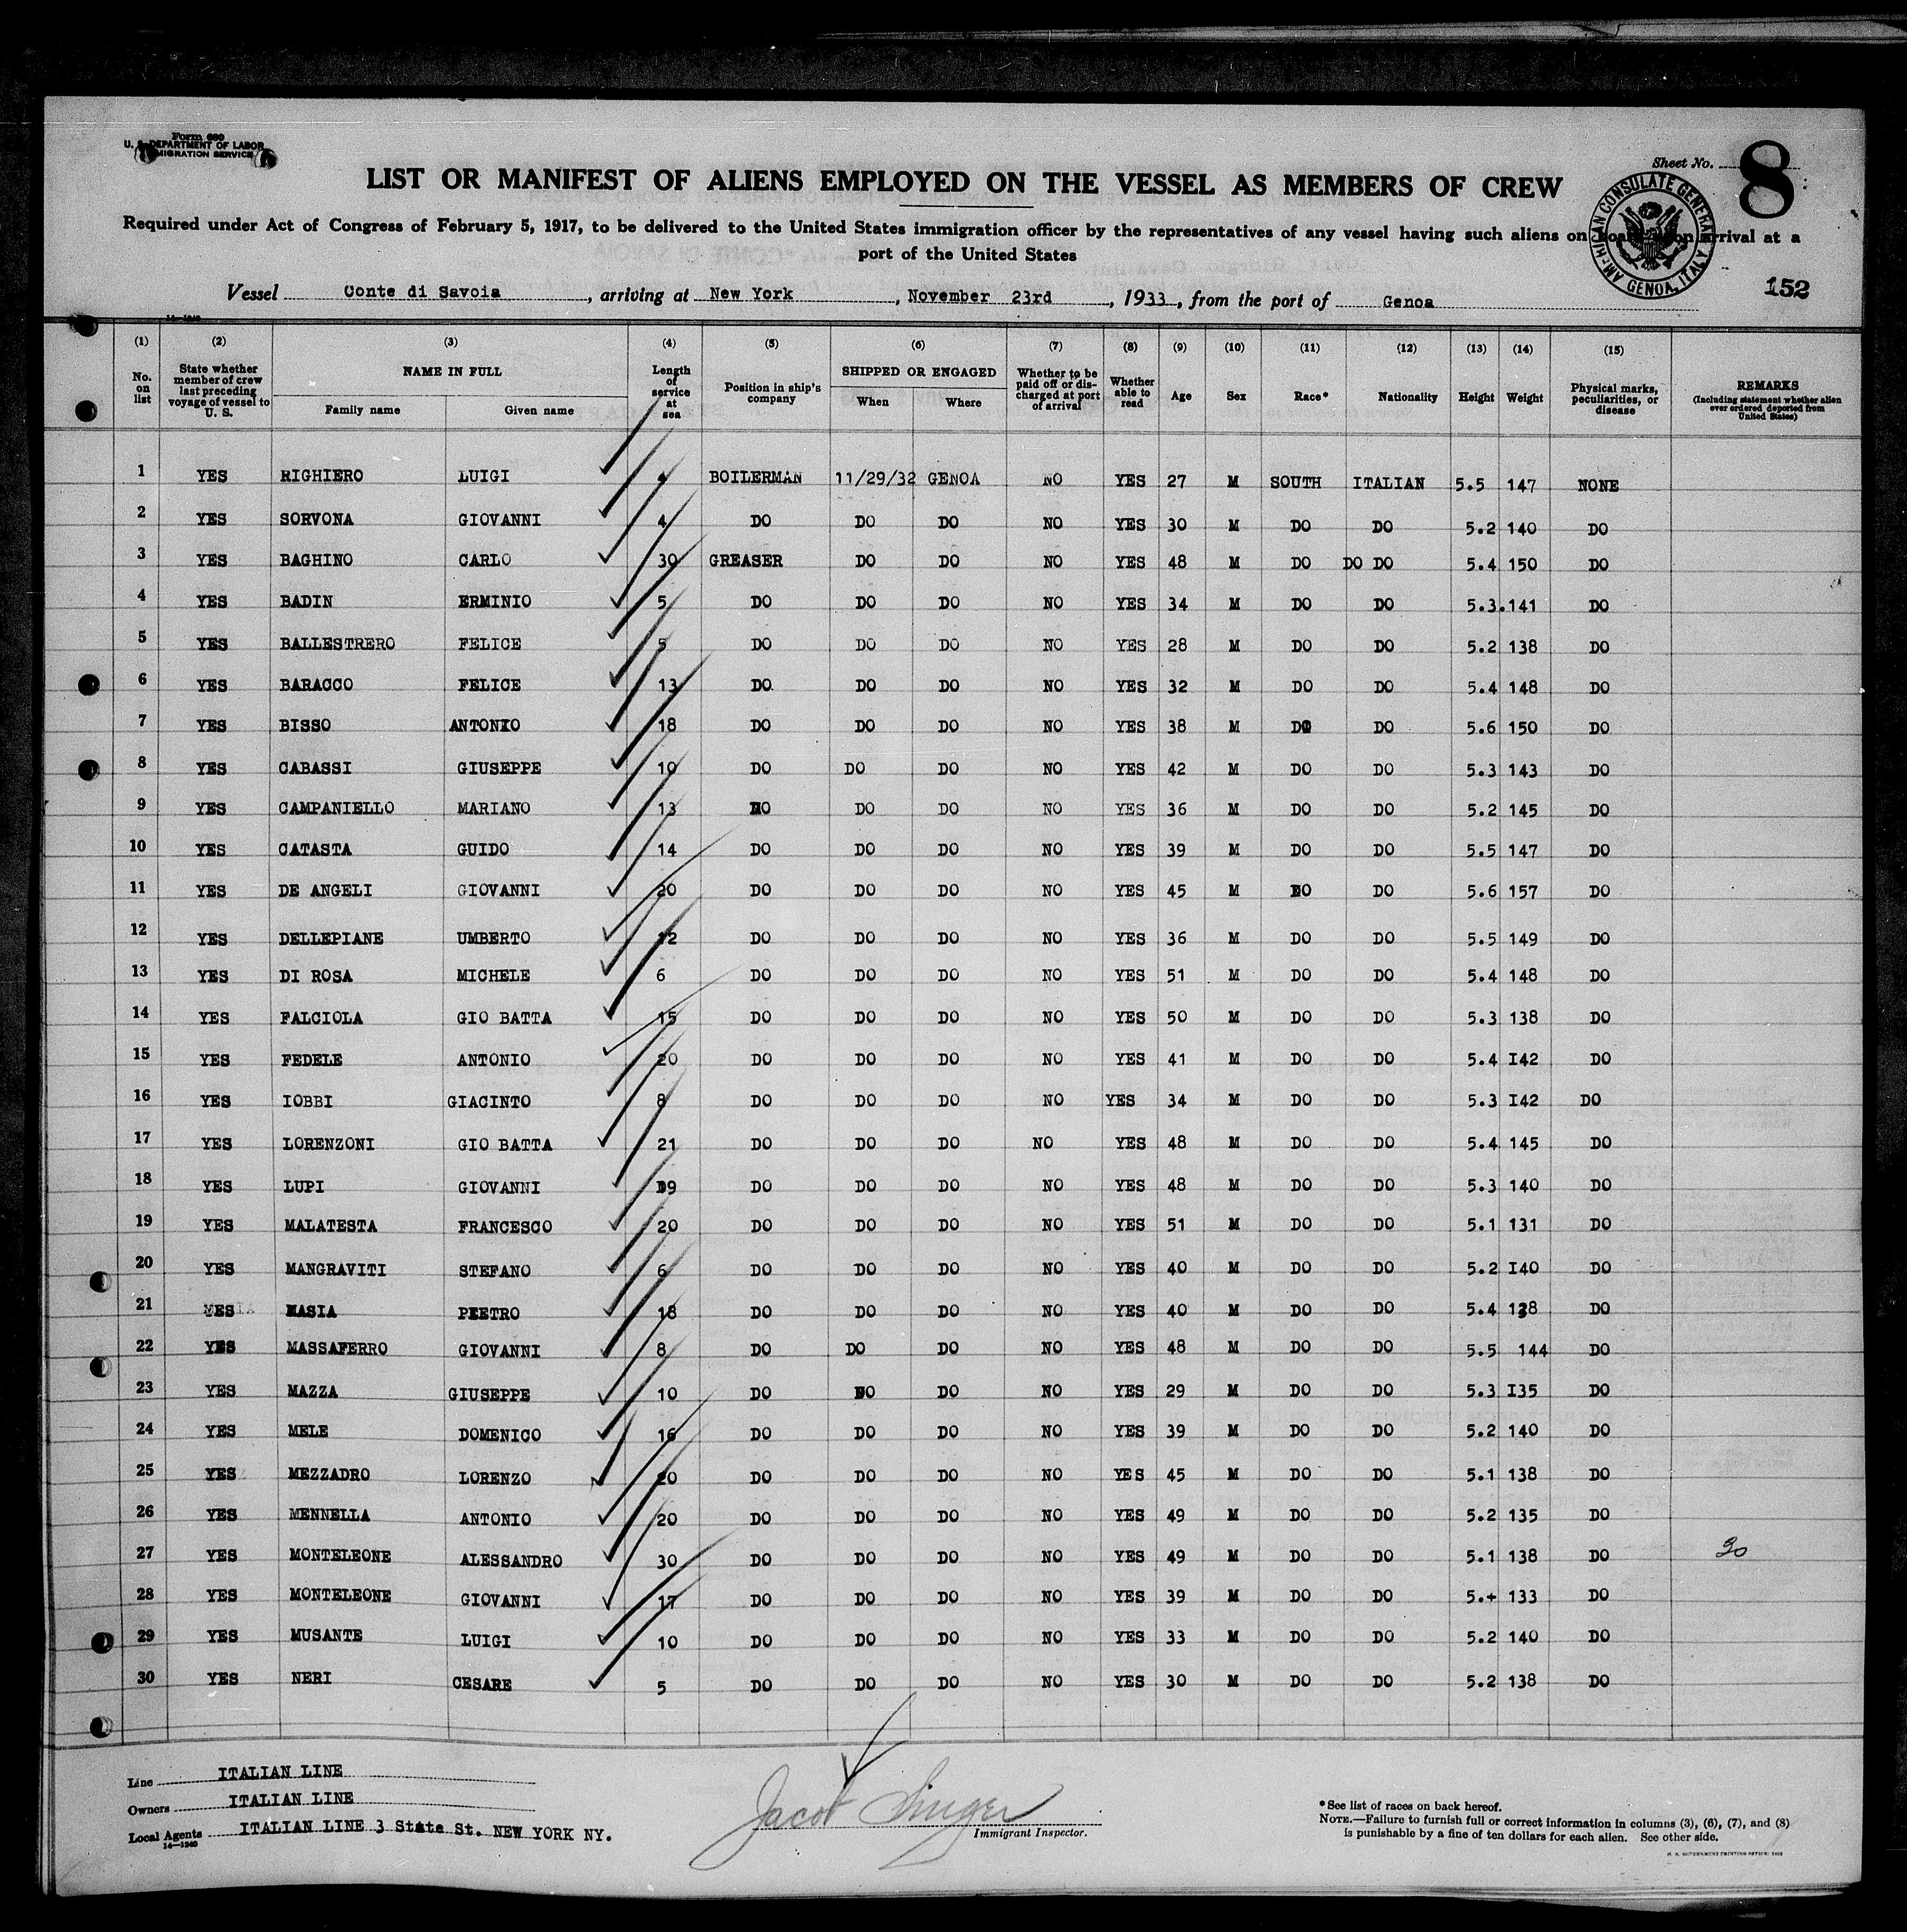 Form 680
U. S. DEPARTMENT OF LABOR
IMMIGRATION SERVICE
Sheet No. 8
LIST OR MANIFEST OF ALIENS EMPLOYED ON THE VESSEL AS MEMBERS OF CREW
Required under Act of Congress of February 5, 1917, to be delivered to the United States immigration officer by the representatives of any vessel having such aliens on board upon arrival at a
port of the United States
AMERICAN CONSULATE GENERAL GENOA, ITALY
152
Vessel Conte di Savoia, arriving at New York, November 23rd, 1933, from the port of Genoa
14-1240
(1) (2) (3) (4) (5) (6) (7) (8) (9) (10) (11) (12) (13) (14) (15)
No. on list | State whether member of crew last preceding voyage of vessel to U. S. | NAME IN FULL | Family name | Given name | Length of service at sea | Position in ship's company | SHIPPED OR ENGAGED | When | Where | Whether to be paid off or discharged at port of arrival | Whether able to read | Age | Sex | Race* | Nationality | Height | Weight | Physical marks, peculiarities, or disease | REMARKS (Including statement whether alien ever ordered deported from United States)
1 YES RIGHIERO LUIGI 4 BOILERMAN 11/29/32 GENOA NO YES 27 M SOUTH ITALIAN 5.5 147 NONE
2 YES SORVONA GIOVANNI 4 DO DO DO NO YES 30 M DO DO 5.2 140 DO
3 YES BAGHINO CARLO 30 GREASER DO DO NO YES 48 M DO DO DO 5.4 150 DO
4 YES BADIN ERMINIO 5 DO DO DO NO YES 34 M DO DO 5.3. 141 DO
5 YES BALLESTRERO FELICE 5 DO DO DO NO YES 28 M DO DO 5.2 138 DO
6 YES BARACCO FELICE 13 DO DO DO NO YES 32 M DO DO 5.4 148 DO
7 YES BISSO ANTONIO 18 DO DO DO NO YES 38 M DO DO 5.6 150 DO
8 YES CABASSI GIUSEPPE 10 DO DO DO NO YES 42 M DO DO 5.3 143 DO
9 YES CAMPANIELLO MARIANO 13 DO DO DO NO YES 36 M DO DO 5.2 145 DO
10 YES CATASTA GUIDO 14 DO DO DO NO YES 39 M DO DO 5.5 147 DO
11 YES DE ANGELI GIOVANNI 20 DO DO DO NO YES 45 M DO DO 5.6 157 DO
12 YES DELLEPIANE UMBERTO 12 DO DO DO NO YES 36 M DO DO 5.5 149 DO
13 YES DI ROSA MICHELE 6 DO DO DO NO YES 51 M DO DO 5.4 148 DO
14 YES FALCIOLA GIO BATTA 15 DO DO DO NO YES 50 M DO DO 5.3 138 DO
15 YES FEDELE ANTONIO 20 DO DO DO NO YES 41 M DO DO 5.4 I42 DO
16 YES IOBBI GIACINTO 8 DO DO DO NO YES 34 M DO DO 5.3 I42 DO
17 YES LORENZONI GIO BATTA 21 DO DO DO NO YES 48 M DO DO 5.4 145 DO
18 YES LUPI GIOVANNI 19 DO DO DO NO YES 48 M DO DO 5.3 140 DO
19 YES MALATESTA FRANCESCO 20 DO DO DO NO YES 51 M DO DO 5.1 131 DO
20 YES MANGRAVITI STEFANO 6 DO DO DO NO YES 40 M DO DO 5.2 I40 DO
21 YES MASIA PIETRO 18 DO DO DO NO YES 40 M DO DO 5.4 138 DO
22 YES MASSAFERRO GIOVANNI 8 DO DO DO NO YES 48 M DO DO 5.5 144 DO
23 YES MAZZA GIUSEPPE 10 DO DO DO NO YES 29 M DO DO 5.3 I35 DO
24 YES MELE DOMENICO 16 DO DO DO NO YES 39 M DO DO 5.2 140 DO
25 YES MEZZADRO LORENZO 20 DO DO DO NO YES 45 M DO DO 5.1 138 DO
26 YES MENNELLA ANTONIO 20 DO DO DO NO YES 49 M DO DO 5.2 135 DO
27 YES MONTELEONE ALESSANDRO 30 DO DO DO NO YES 49 M DO DO 5.1 138 DO 30
28 YES MONTELEONE GIOVANNI 17 DO DO DO NO YES 39 M DO DO 5.+ 133 DO
29 YES MUSANTE LUIGI 10 DO DO DO NO YES 33 M DO DO 5.2 140 DO
30 YES NERI CESARE 5 DO DO DO NO YES 30 M DO DO 5.2 138 DO
Line ITALIAN LINE
Owners ITALIAN LINE
Local Agents ITALIAN LINE 3 State St. NEW YORK NY.
14-1240
Jacob Singer
Immigrant Inspector.
*See list of races on back hereof.
NOTE.—Failure to furnish full or correct information in columns (3), (6), (7), and (8)
is punishable by a fine of ten dollars for each alien. See other side.
U. S. GOVERNMENT PRINTING OFFICE: 1932